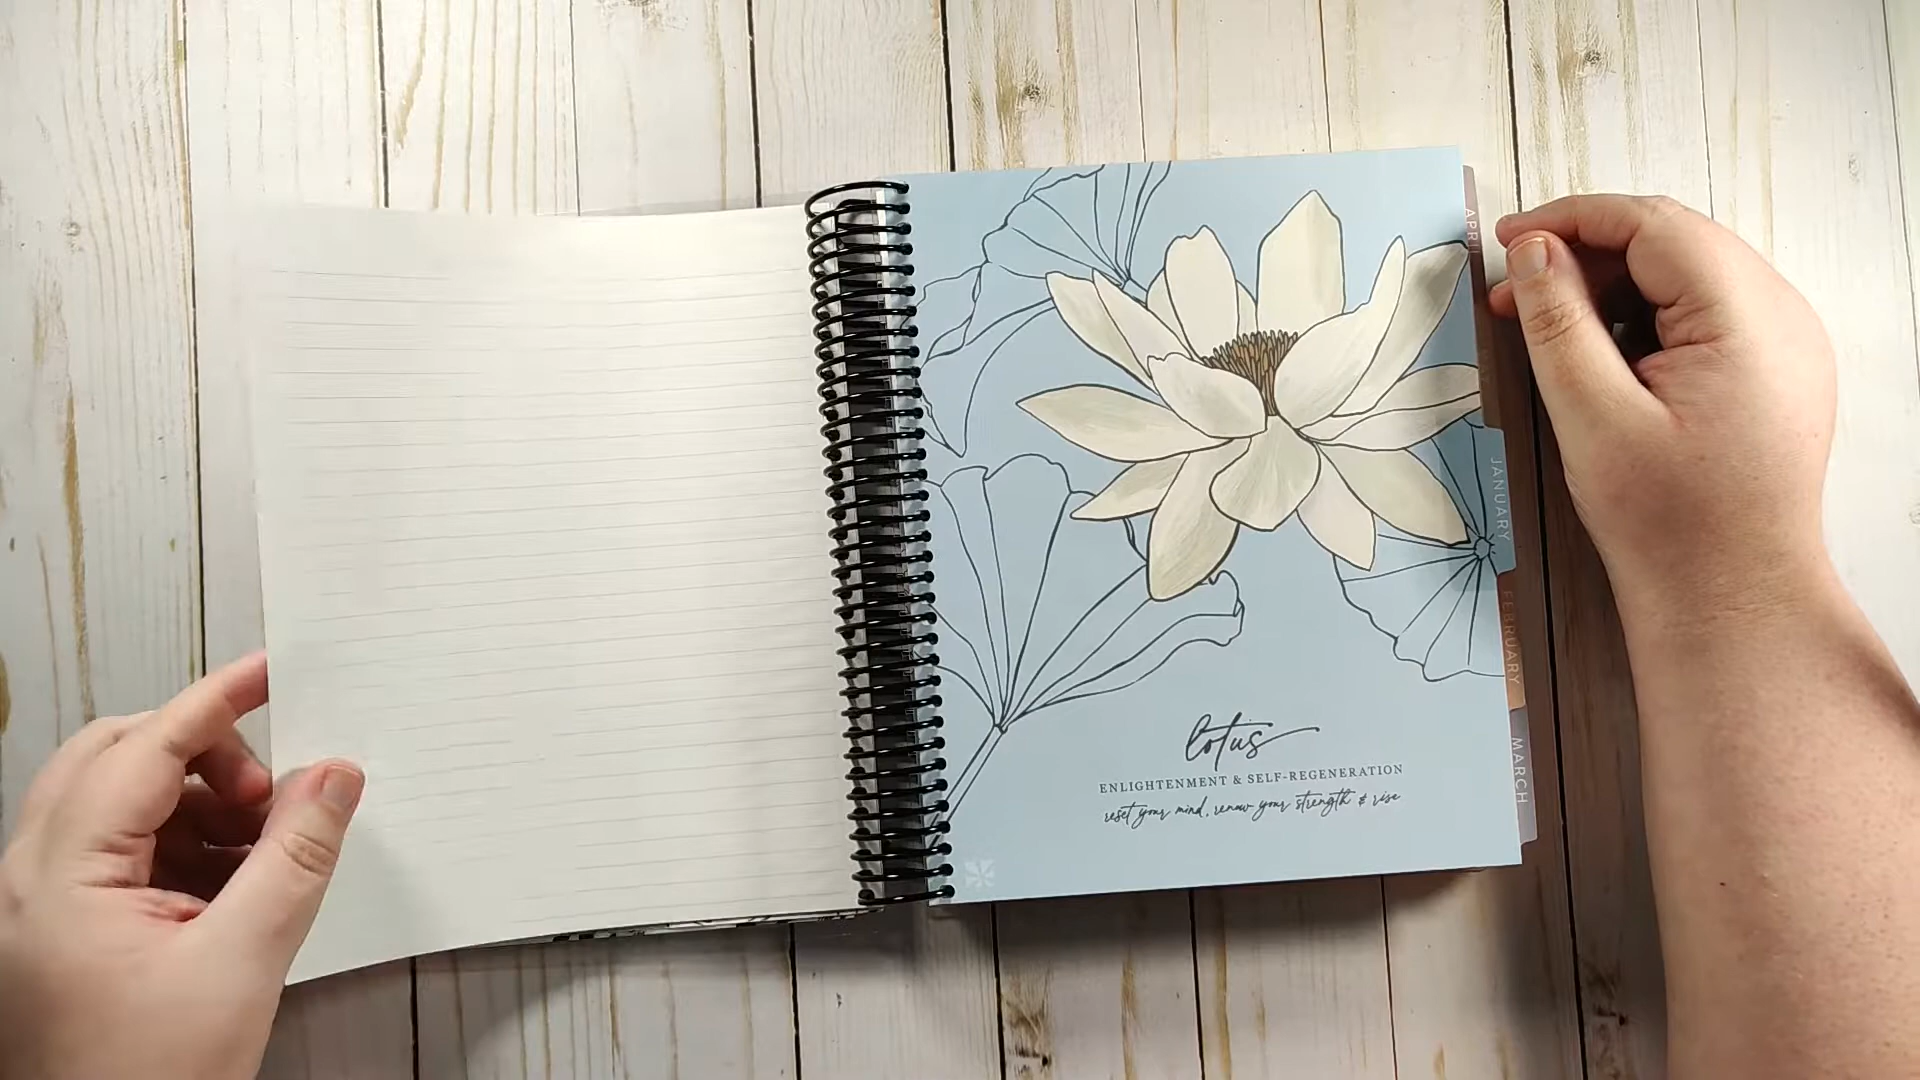 APRIL
JANUARY
FEBRUARY
MARCH
lotus
ENLIGHTENMENT & SELF-REGENERATION
reset your mind, renew your strength & rise